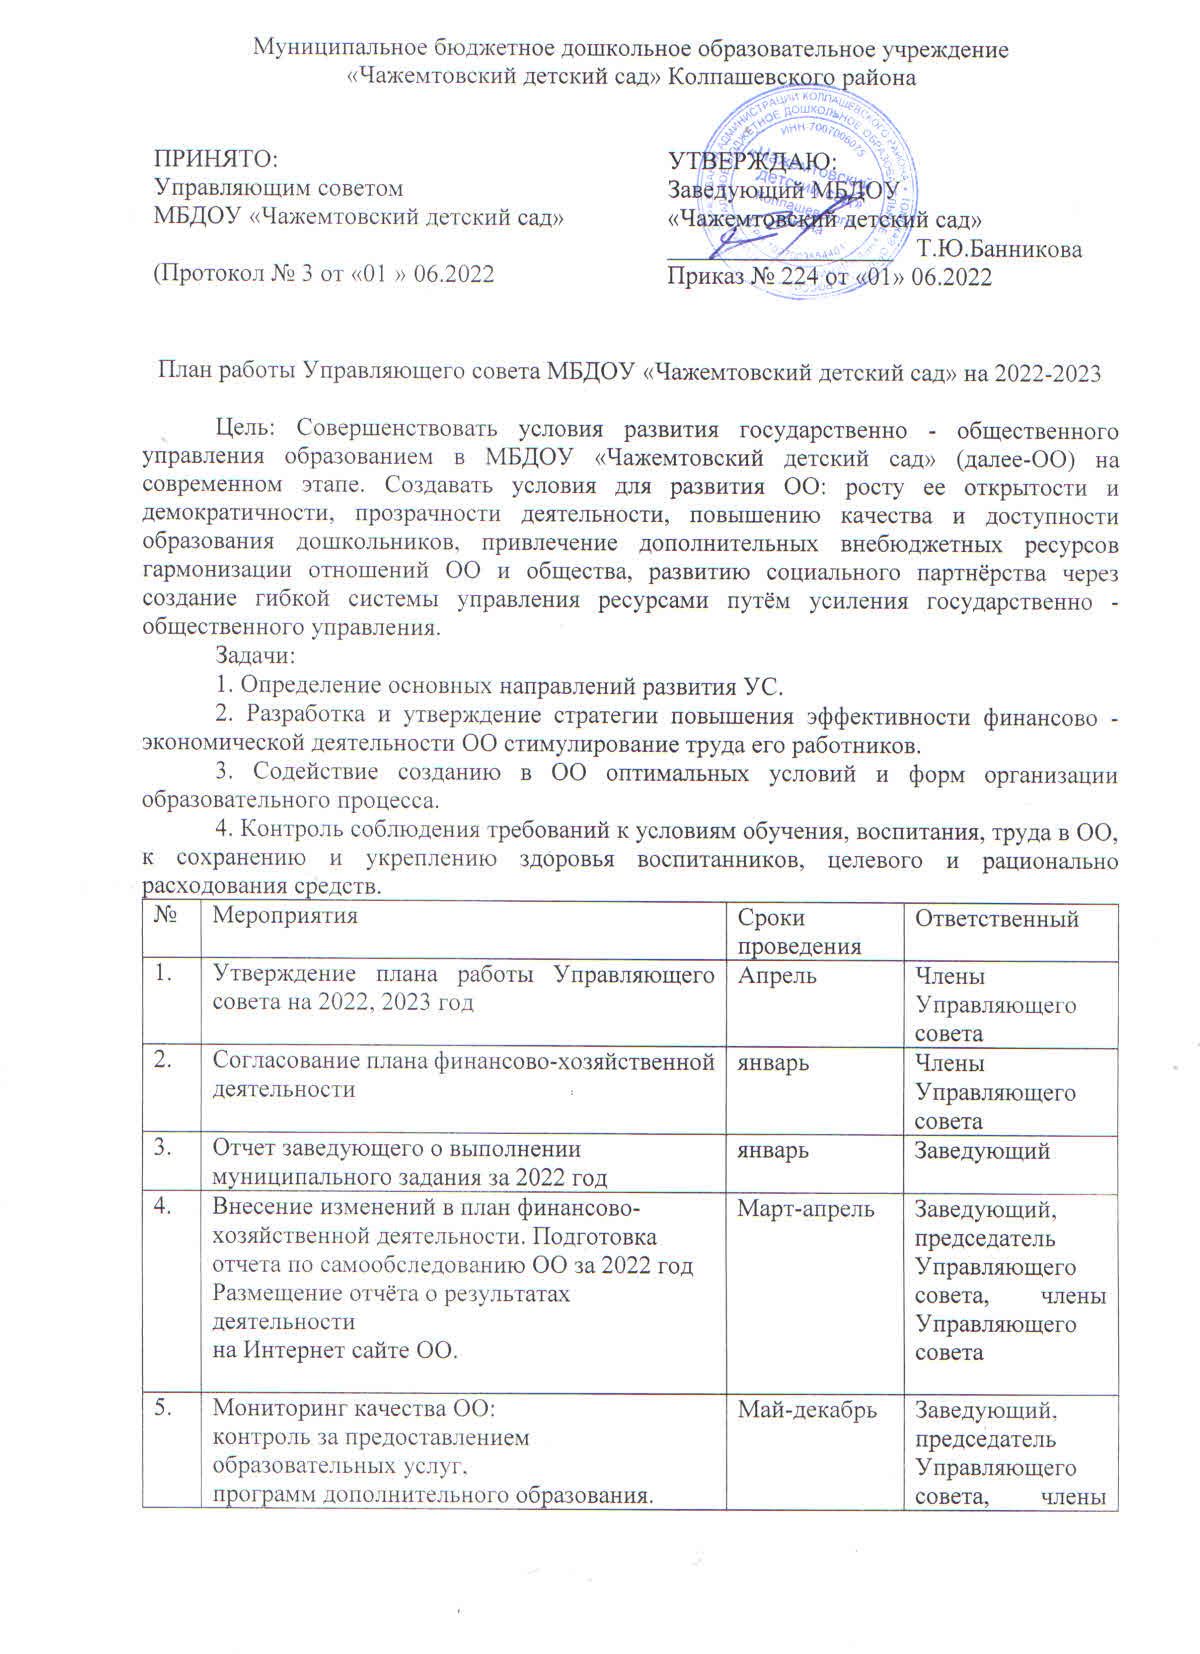 Муниципальное бюджетное дошкольное образовательное учреждение
«Чажемтовский детский сад» Колпашевского района
ПРИНЯТО:
Управляющим советом
МБДОУ «Чажемтовский детский сад»
(Протокол № 3 от «01 » 06.2022
УТВЕРЖДАЮ:
Заведующий МБДОУ
«Чажемтовский детский сад»
Т.Ю.Банникова
Приказ № 224 от «01» 06.2022
ИНН-7007006075
Чажемтовский
детский сад»
План работы Управляющего совета МБДОУ «Чажемтовский детский сад» на 2022-2023
Цель: Совершенствовать условия развития государственно - общественного
управления образованием в МБДОУ «Чажемтовский детский сад» (далее-ОО) на
современном этапе. Создавать условия для развития ОО: росту ее открытости и
демократичности, прозрачности деятельности, повышению качества и доступности
образования дошкольников, привлечение дополнительных внебюджетных ресурсов
гармонизации отношений ОО и общества, развитию социального партнёрства через
создание гибкой системы управления ресурсами путём усиления государственно -
общественного управления.
Задачи:
1. Определение основных направлений развития УС.
2. Разработка и утверждение стратегии повышения эффективности финансово -
экономической деятельности ОО стимулирование труда его работников.
3. Содействие созданию в ОО оптимальных условий и форм организации
образовательного процесса.
4. Контроль соблюдения требований к условиям обучения, воспитания, труда в ОО,
к сохранению и укреплению здоровья воспитанников, целевого и рационально
расходования средств.
№
Мероприятия
Сроки
проведения
Ответственный
1.
Утверждение плана работы Управляющего
совета на 2022, 2023 год
Апрель
Члены
Управляющего
совета
2.
Согласование плана финансово-хозяйственной
деятельности
январь
Члены
Управляющего
совета
3.
Отчет заведующего о выполнении
муниципального задания за 2022 год
январь
Заведующий
4.
Внесение изменений в план финансово-
хозяйственной деятельности. Подготовка
отчета по самообследованию ОО за 2022 год
Размещение отчёта о результатах
деятельности
на Интернет сайте ОО.
Март-апрель
Заведующий,
председатель
Управляющего
совета, члены
Управляющего
совета
5.
Мониторинг качества ОО:
контроль за предоставлением
образовательных услуг,
программ дополнительного образования.
Май-декабрь
Заведующий,
председатель
Управляющего
совета, члены